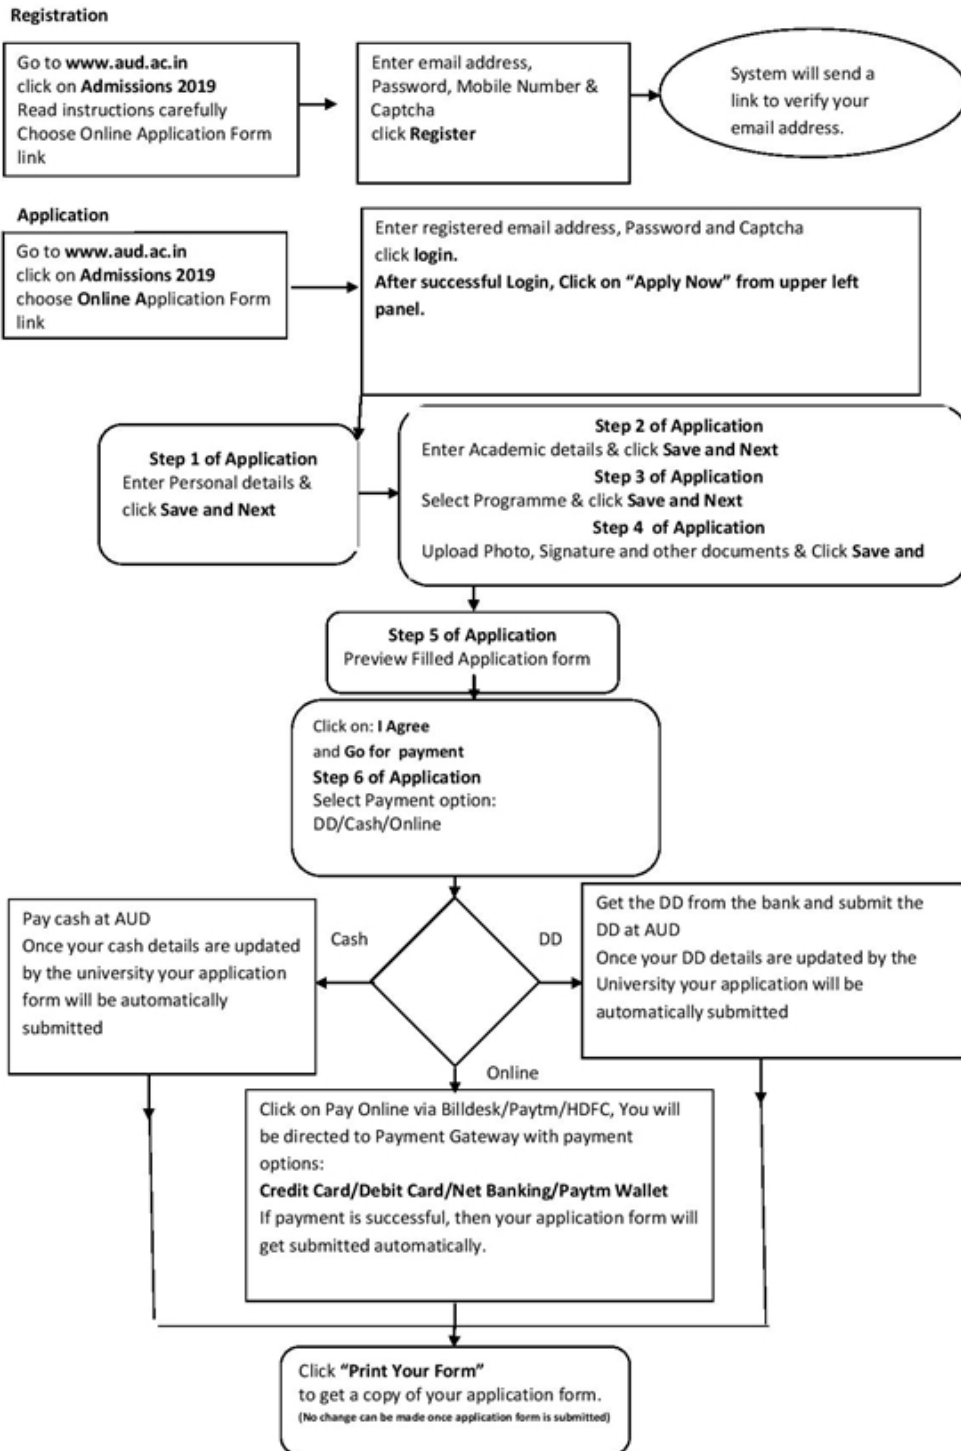 Registration
Go to www.aud.ac.in
click on Admissions 2019
Read instructions carefully
Choose Online Application Form
link
Enter email address,
Password, Mobile Number &
Captcha
click Register
System will send a
link to verify your
email address.
Application
Go to www.aud.ac.in
click on Admissions 2019
choose Online Application Form
link
Enter registered email address, Password and Captcha
click login.
After successful Login, Click on “Apply Now” from upper left
panel.
Step 1 of Application
Enter Personal details &
click Save and Next
Step 2 of Application
Enter Academic details & click Save and Next
Step 3 of Application
Select Programme & click Save and Next
Step 4 of Application
Upload Photo, Signature and other documents & Click Save and
Step 5 of Application
Preview Filled Application form
Click on: I Agree
and Go for payment
Step 6 of Application
Select Payment option:
DD/Cash/Online
Pay cash at AUD
Once your cash details are updated
by the university your application
form will be automatically
submitted
Cash
DD
Get the DD from the bank and submit the
DD at AUD
Once your DD details are updated by the
University your application will be
automatically submitted
Online
Click on Pay Online via Billdesk/Paytm/HDFC, You will
be directed to Payment Gateway with payment
options:
Credit Card/Debit Card/Net Banking/Paytm Wallet
If payment is successful, then your application form will
get submitted automatically.
Click “Print Your Form”
to get a copy of your application form.
(No change can be made once application form is submitted)